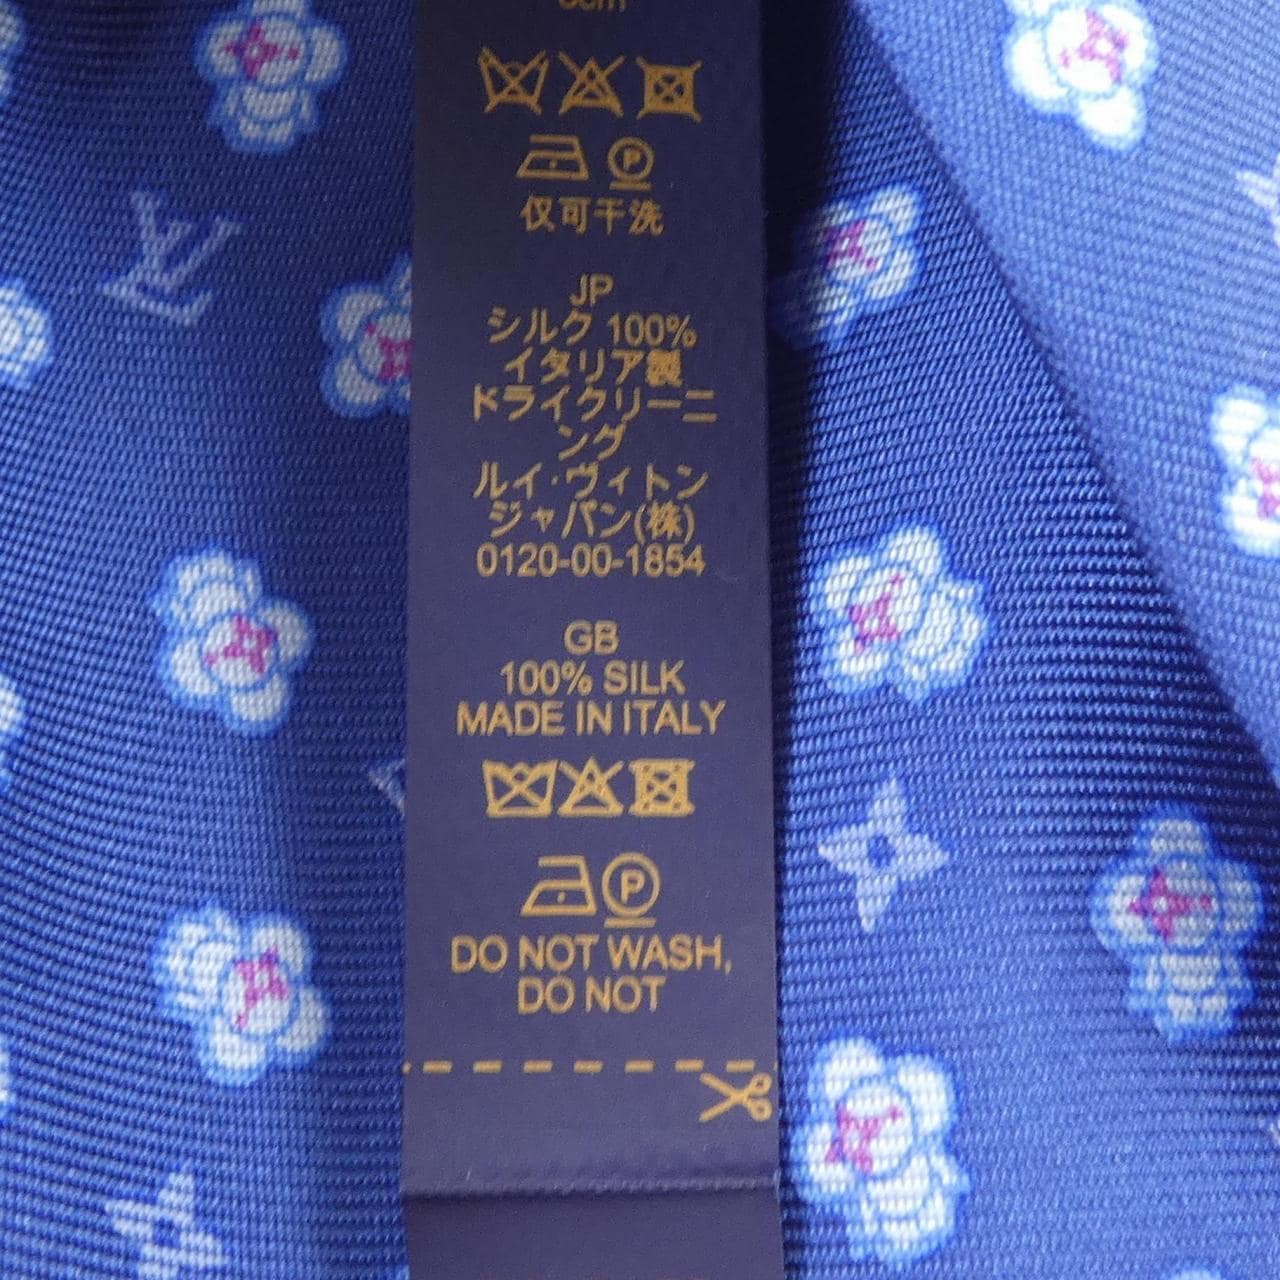 仅可干洗
JP
シルク 100%
イタリア製
ドライクリーニ
ング
ルイ·ヴィトン
ジャパン(株)
0120-00-1854
GB
100% SILK
MADE IN ITALY
P
DO NOT WASH,
DO NOT